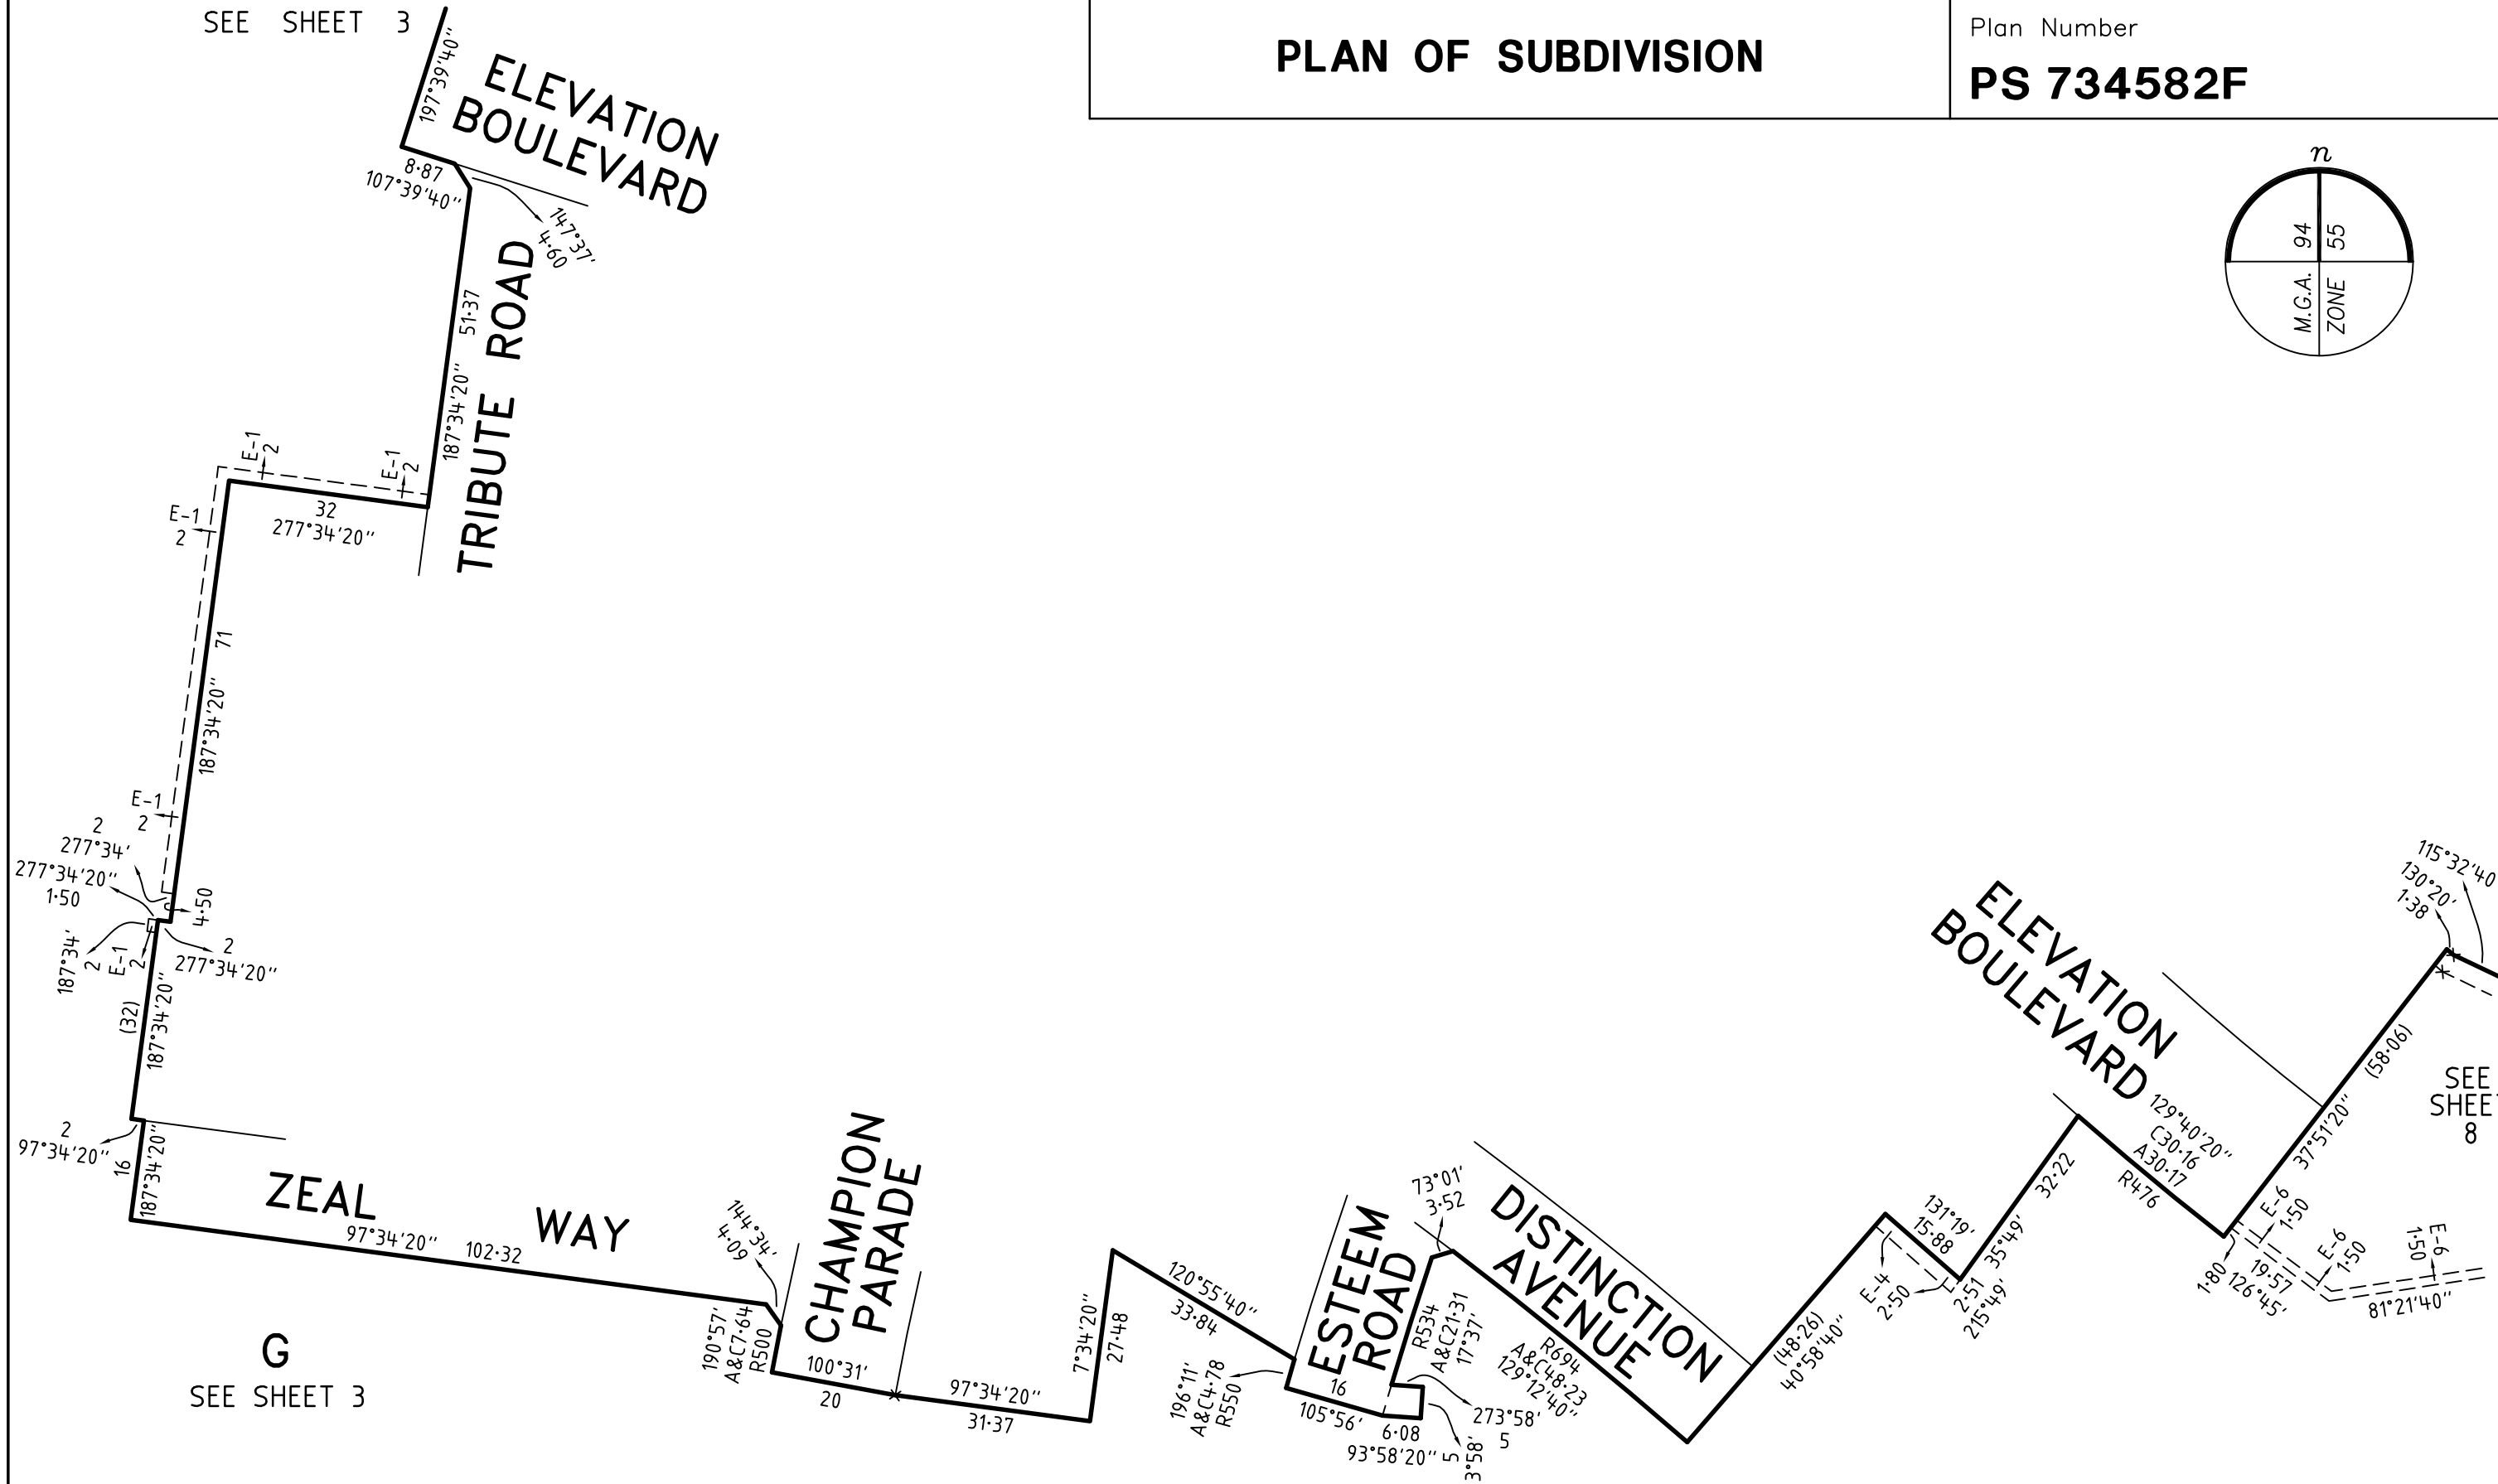 SEE SHEET 3
PLAN OF SUBDIVISION
Plan Number
PS 734582F
n
M.G.A. 94
ZONE 55
197°39'40"
ELEVATION
BOULEVARD
8·87
107°39'40"
147°37'
4·60
51·37
187°34'20"
TRIBUTE ROAD
E-1
2
E-1
2
32
277°34'20"
E-1
2
71
187°34'20"
E-1
2
2
277°34'
277°34'20"
1·50
4·50
187°34'
2
E-1
2
2
277°34'20"
(32)
187°34'20"
2
97°34'20"
16
187°34'20"
ZEAL WAY
97°34'20" 102·32
144°34'
4·09
CHAMPION
PARADE
190°57'
A&C7·64
R500
100°31'
20
97°34'20"
31·37
7°34'20"
27·48
120°55'40"
33·84
196°11'
A&C4·78
R550
ESTEEM
ROAD
16
105°56'
6·08
93°58'20"
5
3°58'
273°58'
5
R534
A&C21·31
17°37'
73°01'
3·52
DISTINCTION
AVENUE
R694
A&C48·23
129°12'40"
(48·26)
40°58'40"
E-4
2·50
131°19'
15·88
2·51
215°49'
32·22
35°49'
ELEVATION
BOULEVARD
129°40'20"
C30·16
A30·17
R476
(58·06)
37°51'20"
115°32'40
130°20'
1·38
SEE
SHEET
8
E-6
1·50
E-6
1·50
E-6
1·50
1·80
19·57
126°45'
81°21'40"
G
SEE SHEET 3